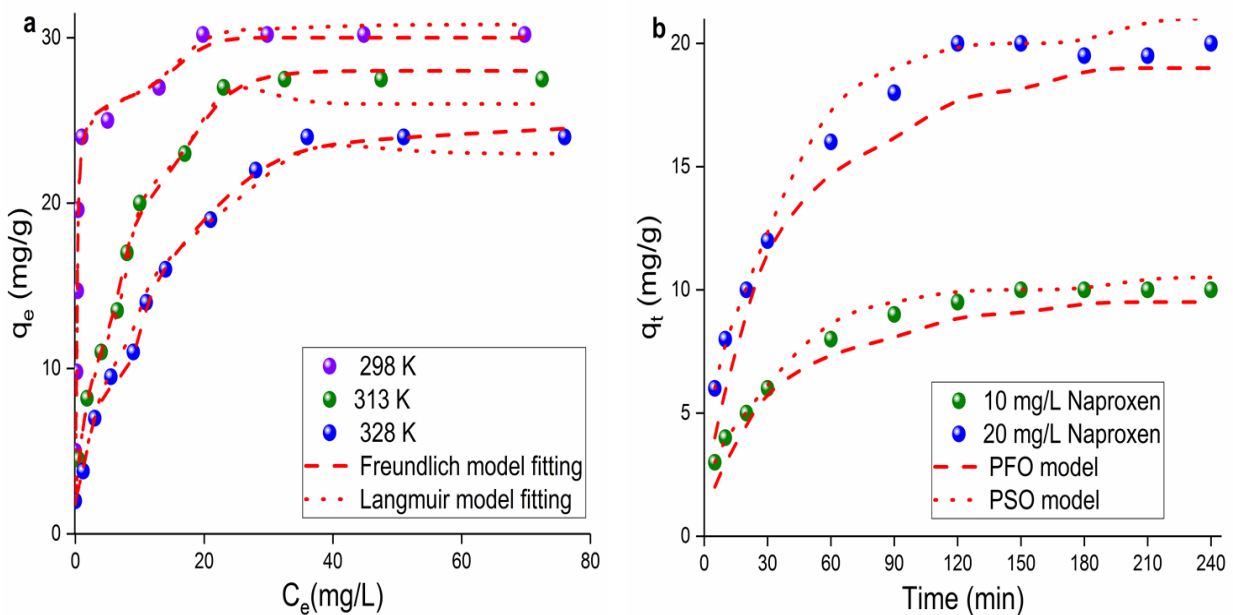 a
30
20
10
0
qe (mg/g)
298 K
313 K
328 K
Freundlich model fitting
Langmuir model fitting
0 20 40 60 80
Ce(mg/L)
b
20
15
10
5
0
qt (mg/g)
10 mg/L Naproxen
20 mg/L Naproxen
PFO model
PSO model
0 30 60 90 120 150 180 210 240
Time (min)